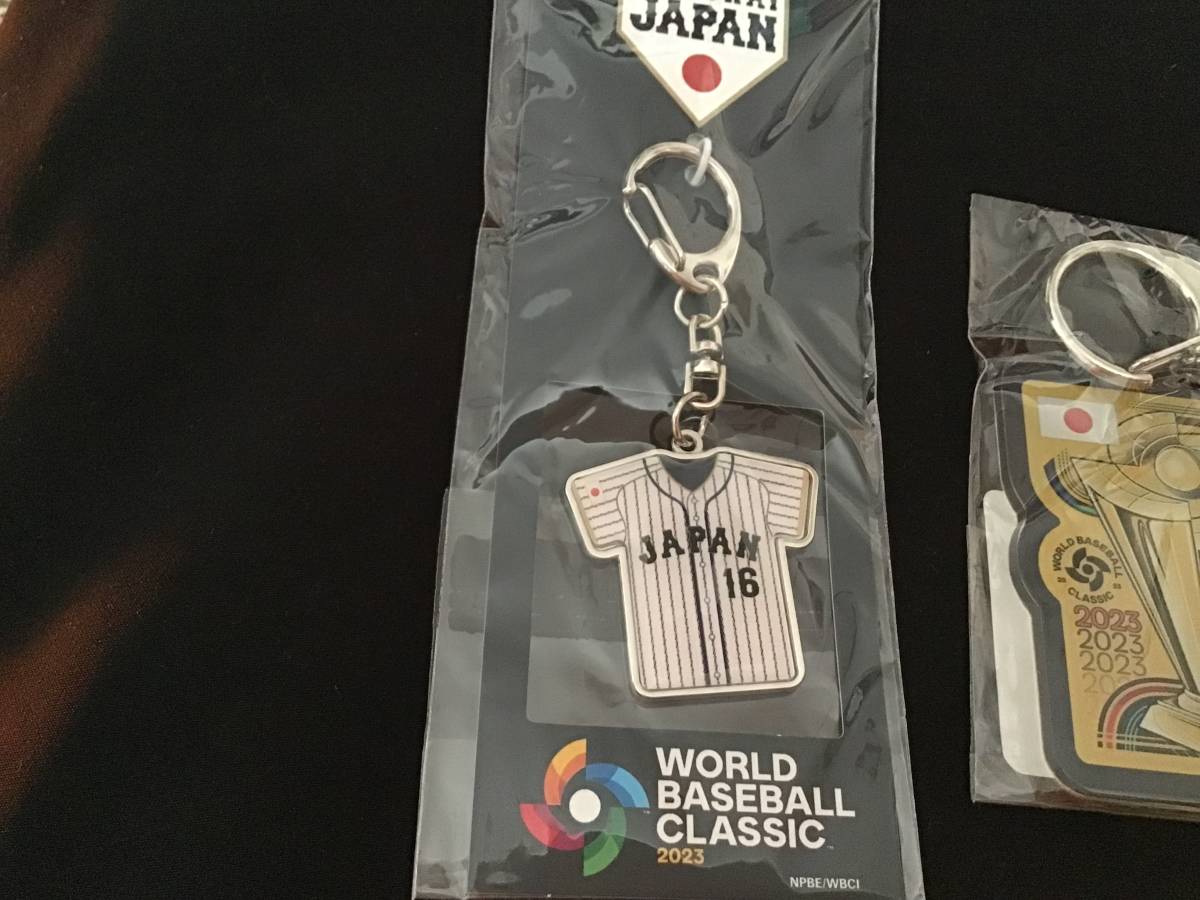 JAPAN
JAPAN
16
WORLD
BASEBALL
CLASSIC
2023
NPBE/WBCI
WORLD BASEBALL
CLASSIC
2023
2023
2023